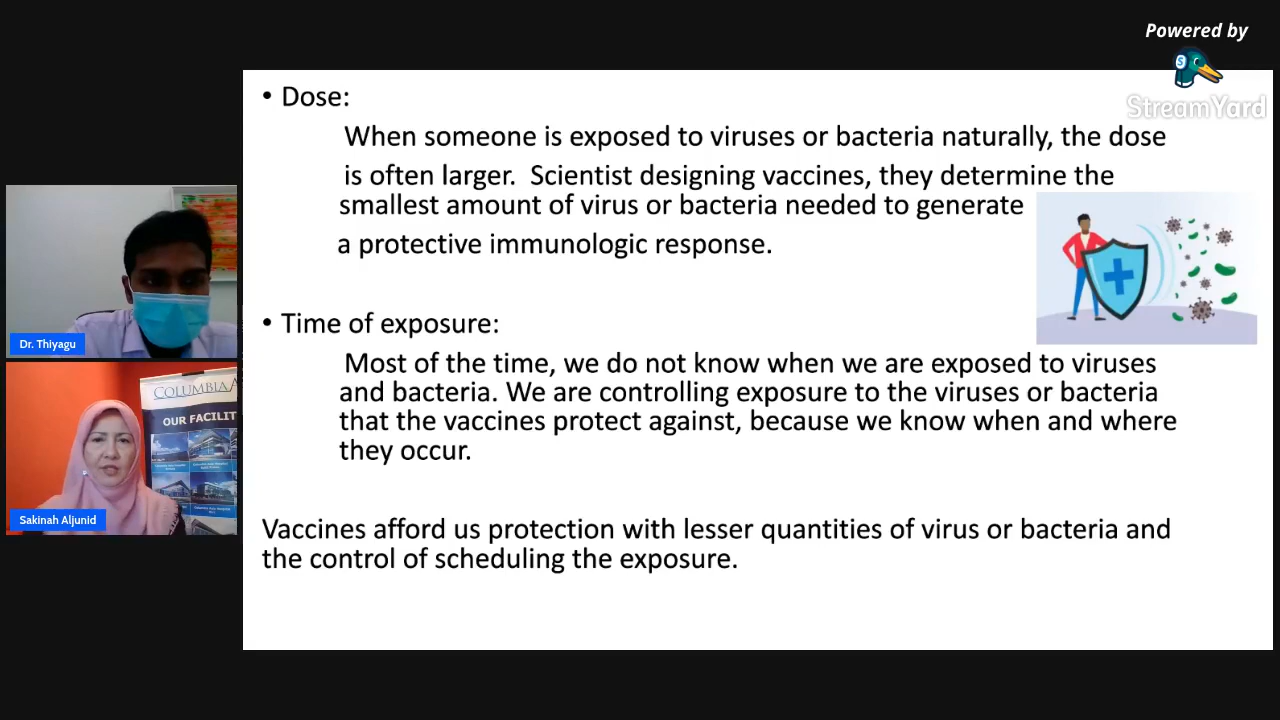 Powered by
StreamYard
• Dose:
When someone is exposed to viruses or bacteria naturally, the dose
is often larger.  Scientist designing vaccines, they determine the
smallest amount of virus or bacteria needed to generate
a protective immunologic response.
• Time of exposure:
Most of the time, we do not know when we are exposed to viruses
and bacteria. We are controlling exposure to the viruses or bacteria
that the vaccines protect against, because we know when and where
they occur.
Vaccines afford us protection with lesser quantities of virus or bacteria and
the control of scheduling the exposure.
Dr. Thiyagu
COLUMBIA A
OUR FACILIT
Sakinah Aljunid